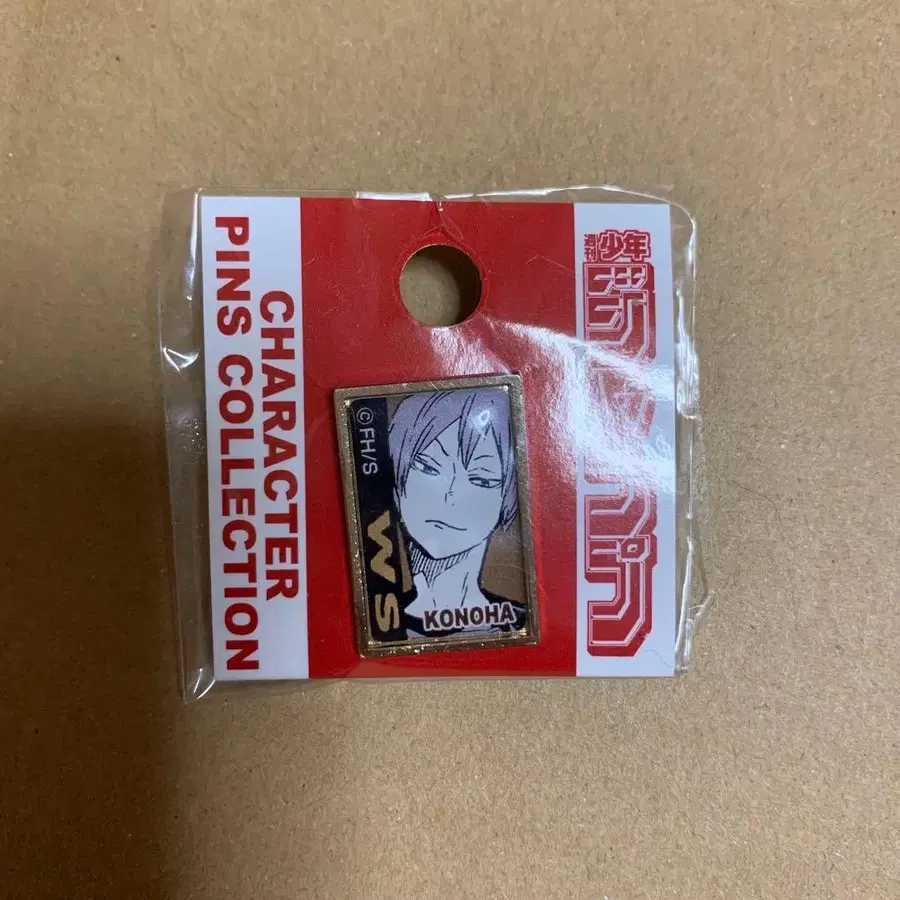 CHARACTER
PINS COLLECTION
週刊少年
ジャンプ
©FH/S
WS
KONOHA